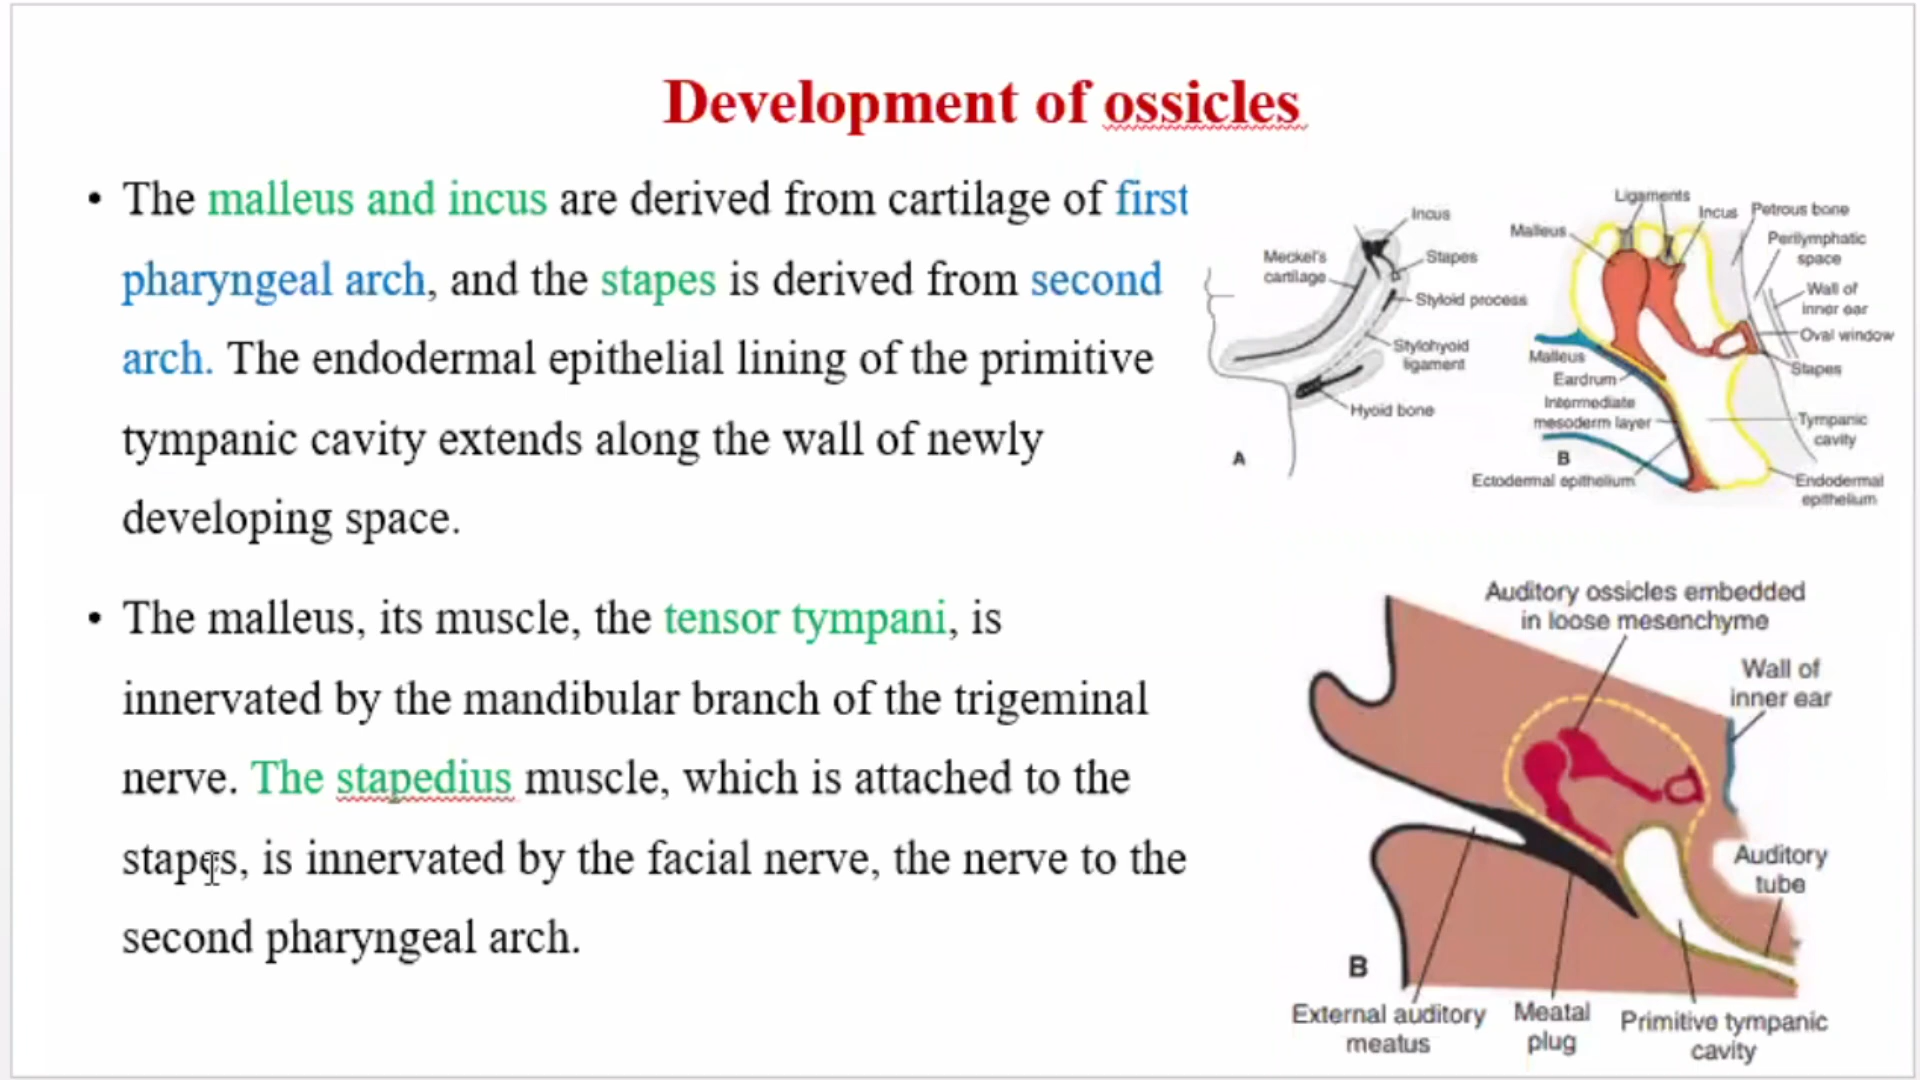 Development of ossicles
• The malleus and incus are derived from cartilage of first
pharyngeal arch, and the stapes is derived from second
arch. The endodermal epithelial lining of the primitive
tympanic cavity extends along the wall of newly
developing space.
• The malleus, its muscle, the tensor tympani, is
innervated by the mandibular branch of the trigeminal
nerve. The stapedius muscle, which is attached to the
stapes, is innervated by the facial nerve, the nerve to the
second pharyngeal arch.
Incus
Meckel's
cartilage
Stapes
Styloid process
Stylohyoid
ligament
Hyoid bone
A
Ligaments
Malleus
Incus
Petrous bone
Perilymphatic
space
Wall of
inner ear
Oval window
Stapes
Malleus
Eardrum
Intermediate
mesoderm layer
Tympanic
cavity
B
Ectodermal epithelium
Endodermal
epithelium
Auditory ossicles embedded
in loose mesenchyme
Wall of
inner ear
Auditory
tube
B
External auditory
meatus
Meatal
plug
Primitive tympanic
cavity